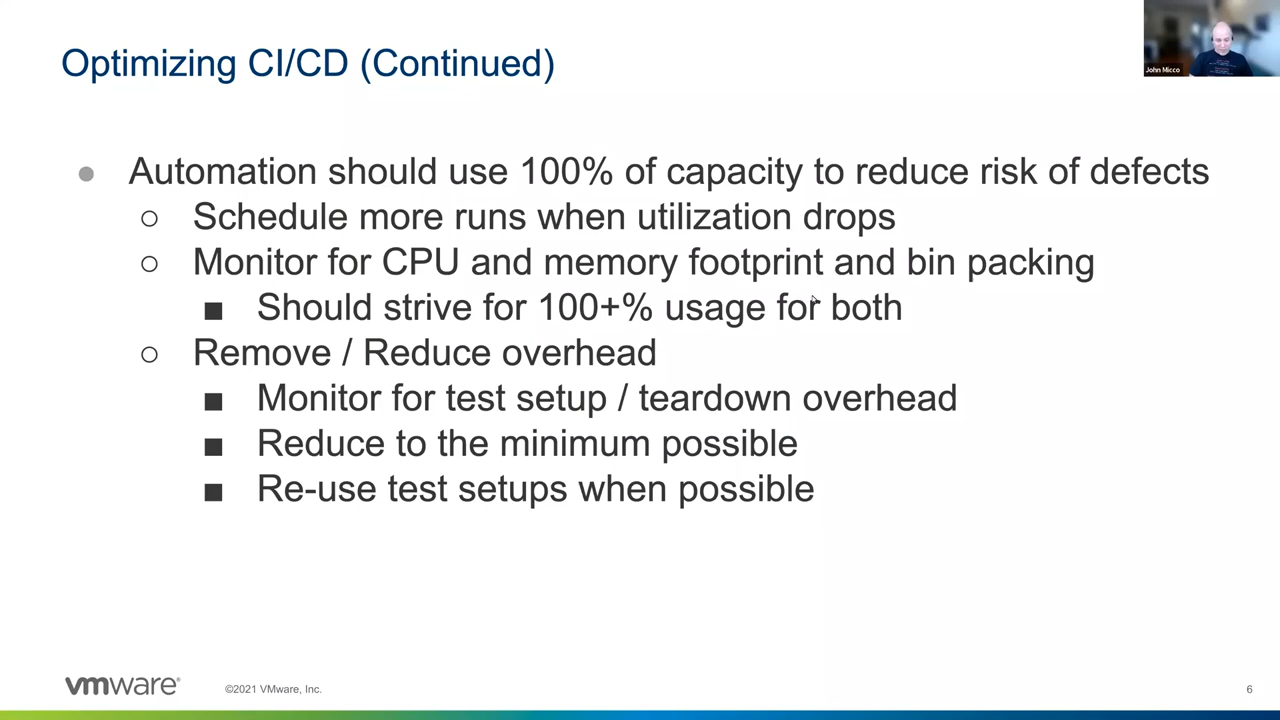 Optimizing CI/CD (Continued)
John Micco
● Automation should use 100% of capacity to reduce risk of defects
○ Schedule more runs when utilization drops
○ Monitor for CPU and memory footprint and bin packing
■ Should strive for 100+% usage for both
○ Remove / Reduce overhead
■ Monitor for test setup / teardown overhead
■ Reduce to the minimum possible
■ Re-use test setups when possible
vmware®
©2021 VMware, Inc.
6